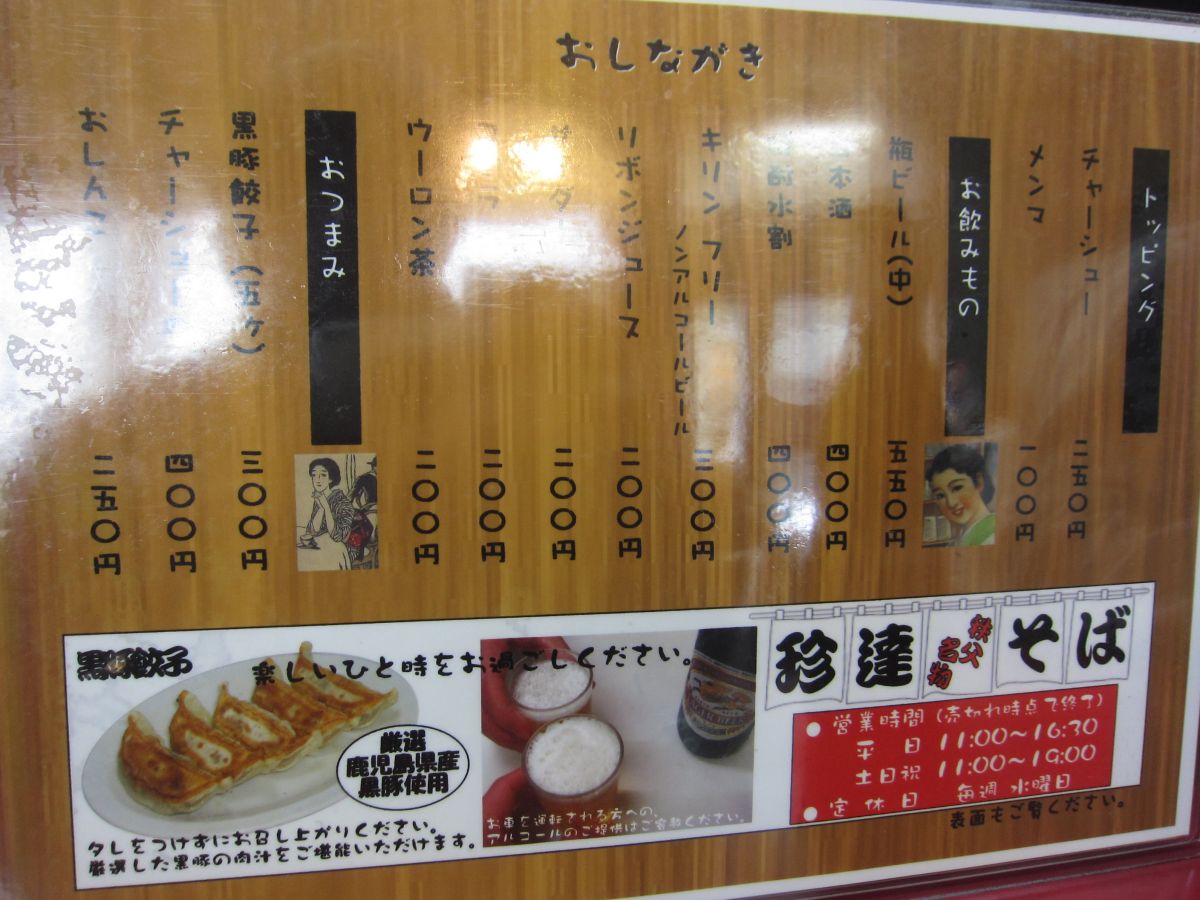 おしながき
トッピング
チャーシュー 二五〇円
メンマ 一〇〇円
お飲みもの
瓶ビール(中) 五五〇円
本酒 四〇〇円
酎水割 四〇〇円
キリン フリー 三〇〇円
ノンアルコールビール
リボンジュース 二〇〇円
ダー 二〇〇円
ラ 二〇〇円
ウーロン茶 二〇〇円
おつまみ
黒豚餃子(五ヶ) 三〇〇円
チャーシュー 四〇〇円
おしんこ 二五〇円
黒豚餃子
楽しいひと時をお過ごしください。
厳選
鹿児島県産
黒豚使用
タレをつけずにお召し上がりください。
厳選した黒豚の肉汁をご堪能いただけます。
お車を運転される方への、
アルコールのご提供はご容赦ください。
珍達そば
秩父名物
●営業時間(売切れ時点で終了)
平日 11:00~16:30
土日祝 11:00~19:00
●定休日 毎週 水曜日
表面もご覧ください。